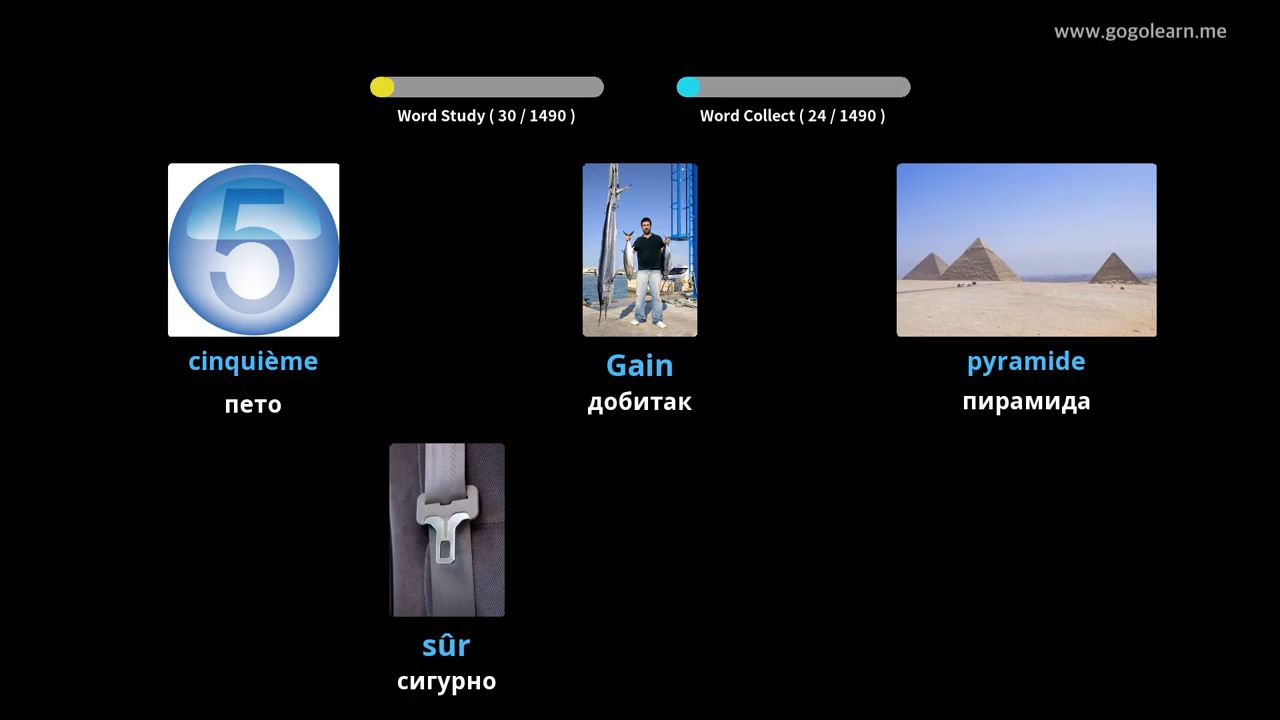 www.gogolearn.me
Word Study ( 30 / 1490 )
Word Collect ( 24 / 1490 )
5
cinquième
Gain
pyramide
пето
добитак
пирамида
sûr
сигурно